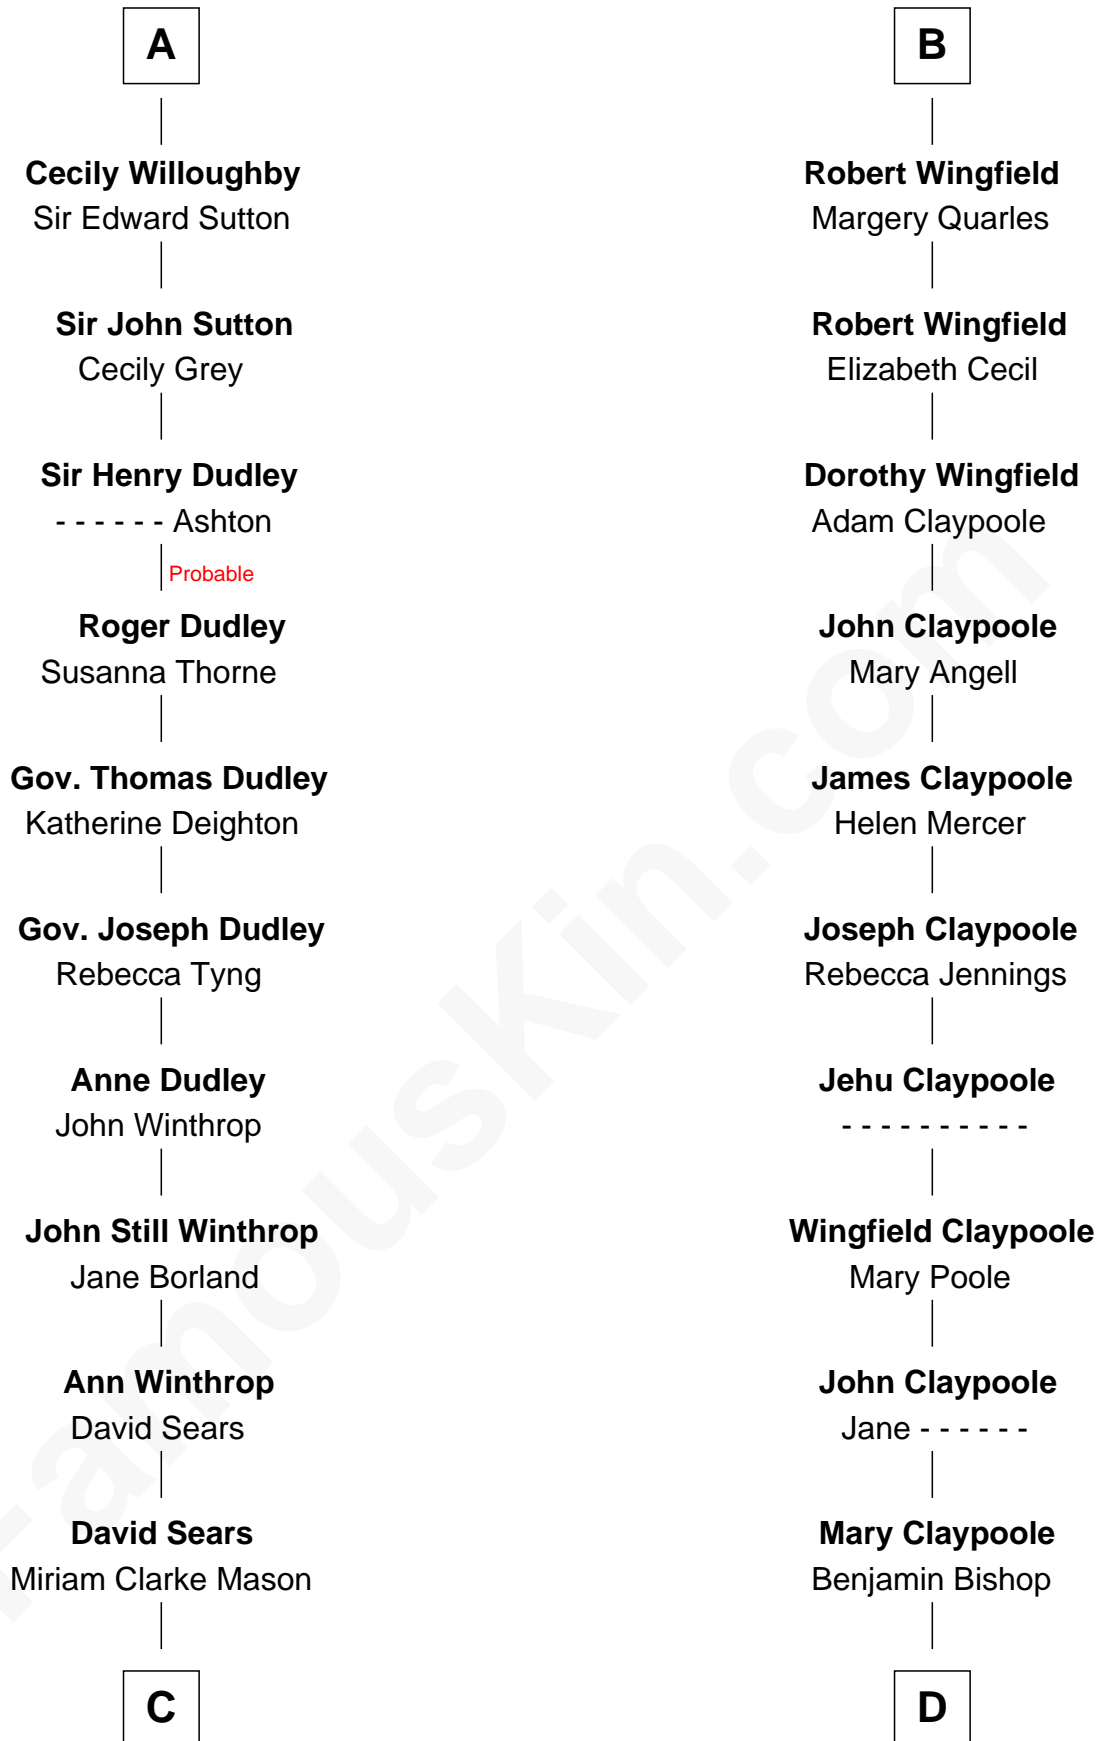 A
Cecily Willoughby
Sir Edward Sutton
Sir John Sutton
Cecily Grey
Sir Henry Dudley
- - - - - - Ashton
Probable
Roger Dudley
Susanna Thorne
Gov. Thomas Dudley
Katherine Deighton
Gov. Joseph Dudley
Rebecca Tyng
Anne Dudley
John Winthrop
John Still Winthrop
Jane Borland
Ann Winthrop
David Sears
David Sears
Miriam Clarke Mason
C
B
Robert Wingfield
Margery Quarles
Robert Wingfield
Elizabeth Cecil
Dorothy Wingfield
Adam Claypoole
John Claypoole
Mary Angell
James Claypoole
Helen Mercer
Joseph Claypoole
Rebecca Jennings
Jehu Claypoole
- - - - - - - - - -
Wingfield Claypoole
Mary Poole
John Claypoole
Jane - - - - - -
Mary Claypoole
Benjamin Bishop
D
FamousKin.com